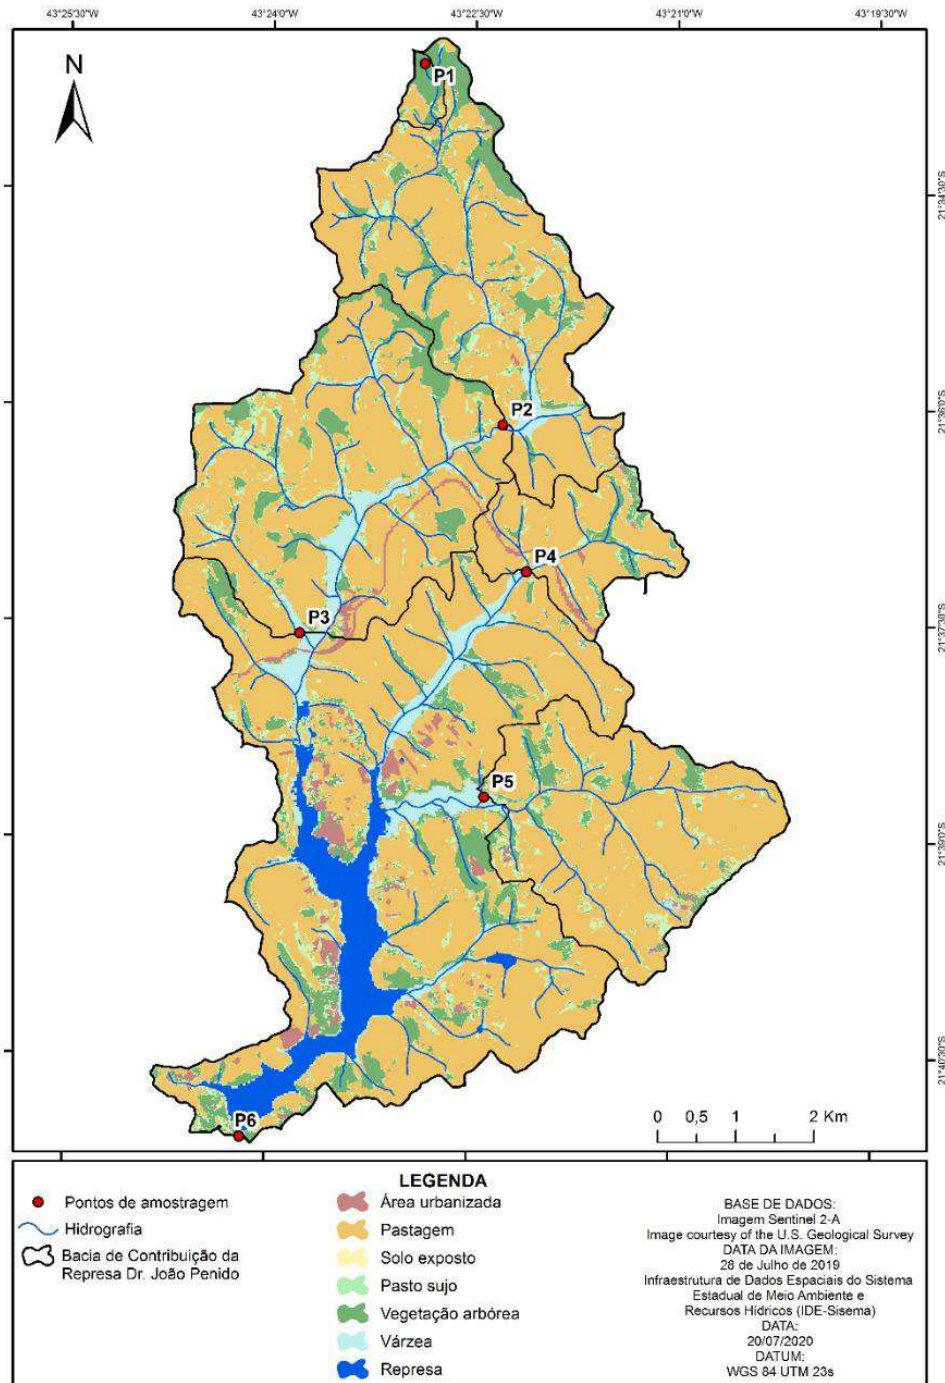 43°25'30"W
43°24'0"W
43°22'30"W
43°21'0"W
43°19'30"W
N
P1
21°34'30"S
P2
21°36'0"S
P4
P3
21°37'30"S
P5
21°39'0"S
21°40'30"S
0 0,5 1 2 Km
P6
LEGENDA
Pontos de amostragem
Hidrografia
Bacia de Contribuição da
Represa Dr. João Penido
Área urbanizada
Pastagem
Solo exposto
Pasto sujo
Vegetação arbórea
Várzea
Represa
BASE DE DADOS:
Imagem Sentinel 2-A
Image courtesy of the U.S. Geological Survey
DATA DA IMAGEM:
28 de Julho de 2019
Infraestrutura de Dados Espaciais do Sistema
Estadual de Meio Ambiente e
Recursos Hídricos (IDE-Sisema)
DATA:
20/07/2020
DATUM:
WGS 84 UTM 23s